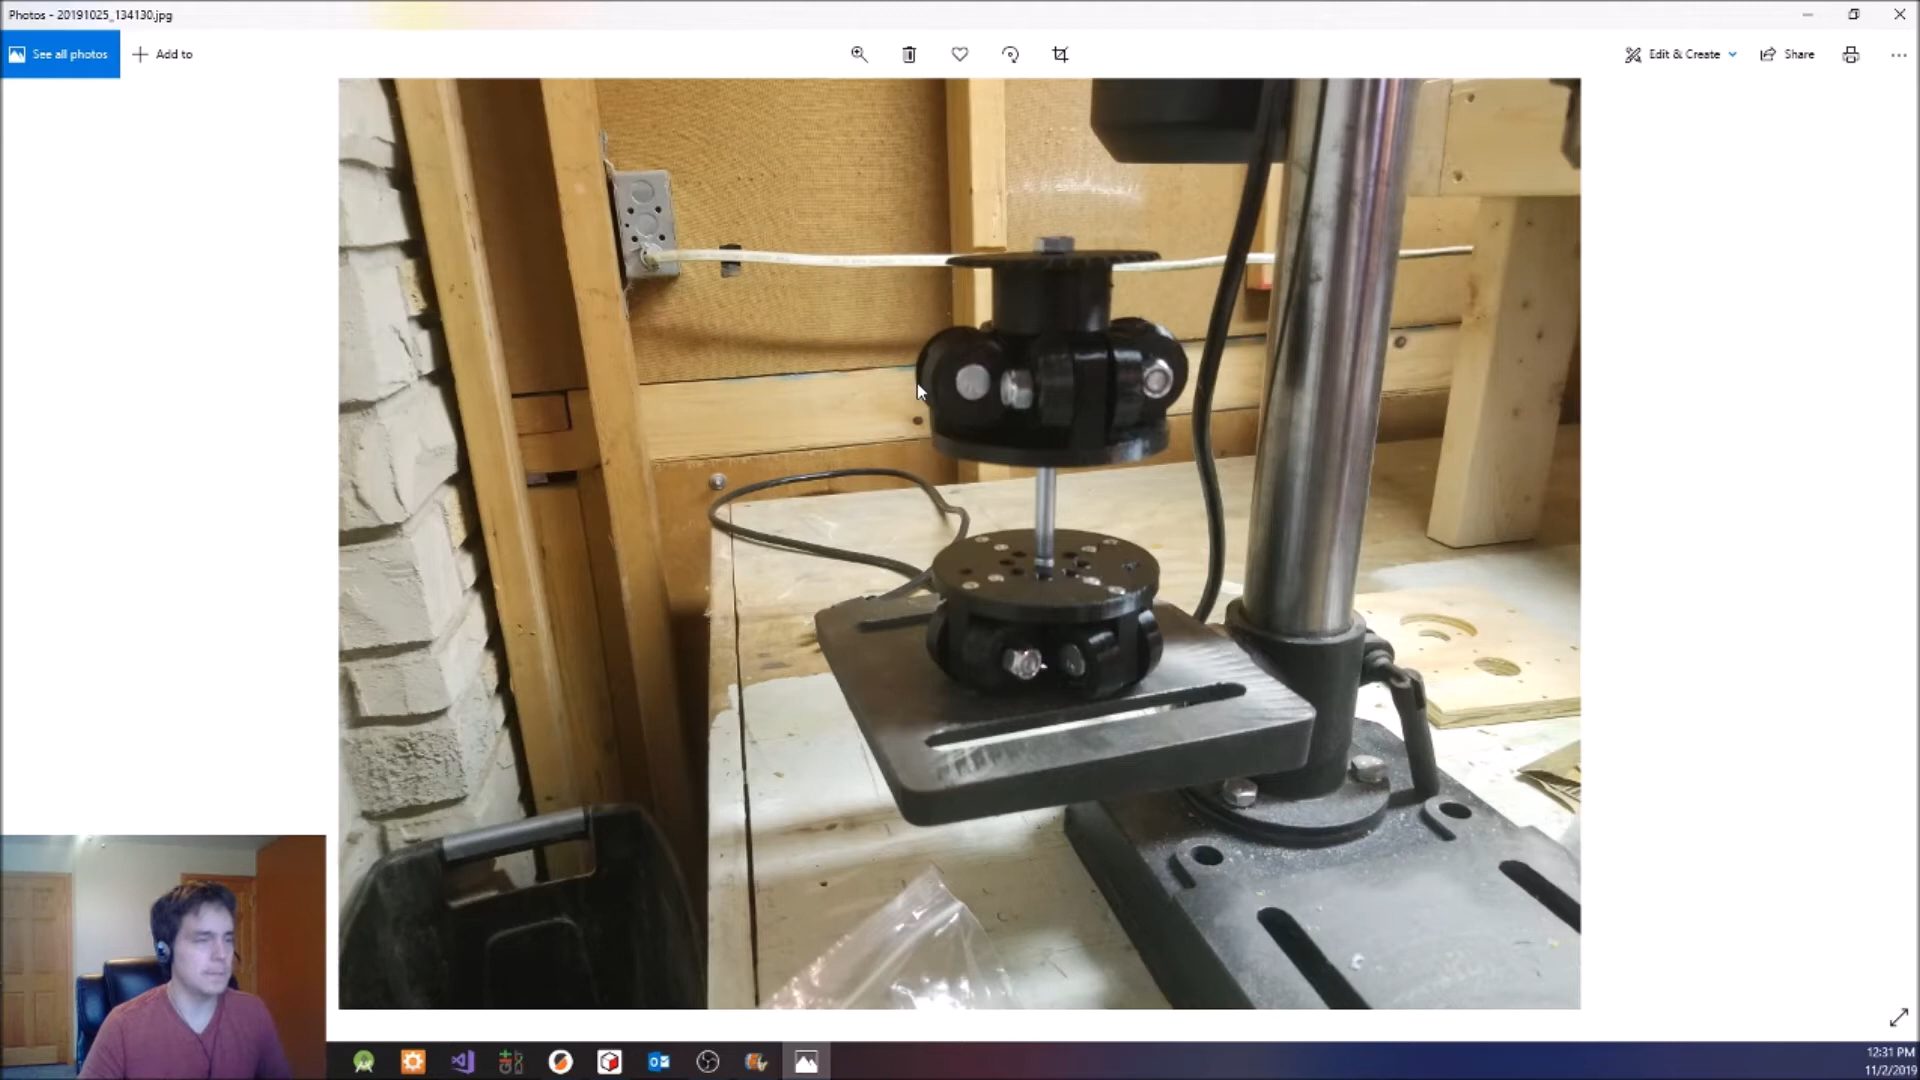 Photos - 20191025_134130.jpg
See all photos
Add to
Edit & Create
Share
12:31 PM
11/2/2019